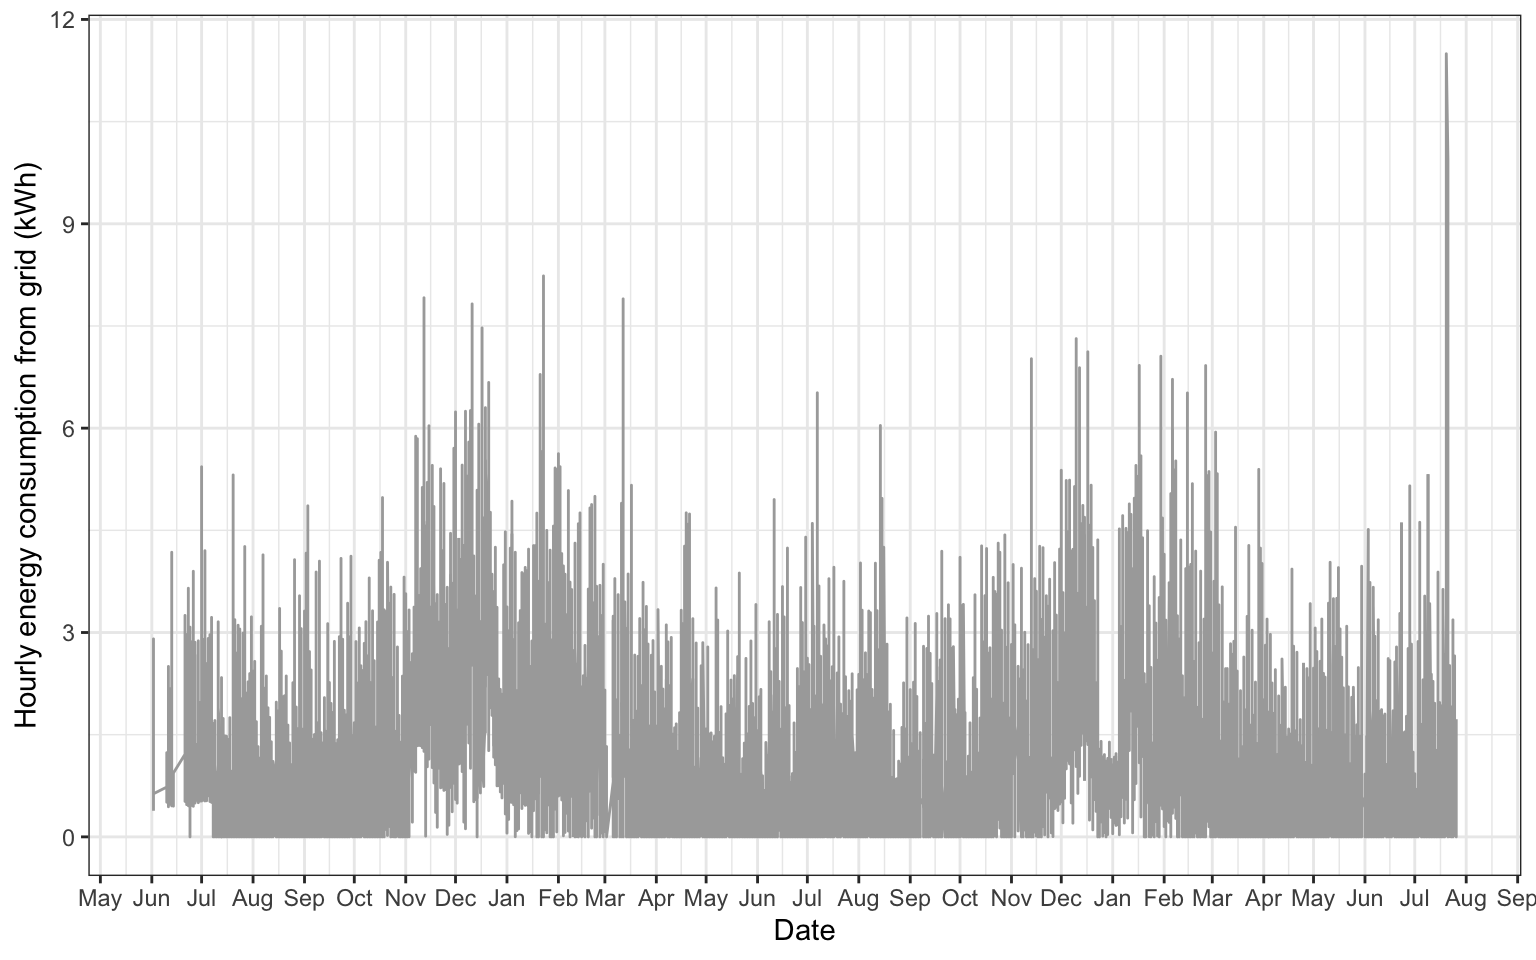 Hourly energy consumption from grid (kWh)
12
9
6
3
0
May Jun Jul Aug Sep Oct Nov Dec Jan Feb Mar Apr May Jun Jul Aug Sep Oct Nov Dec Jan Feb Mar Apr May Jun Jul Aug Sep
Date